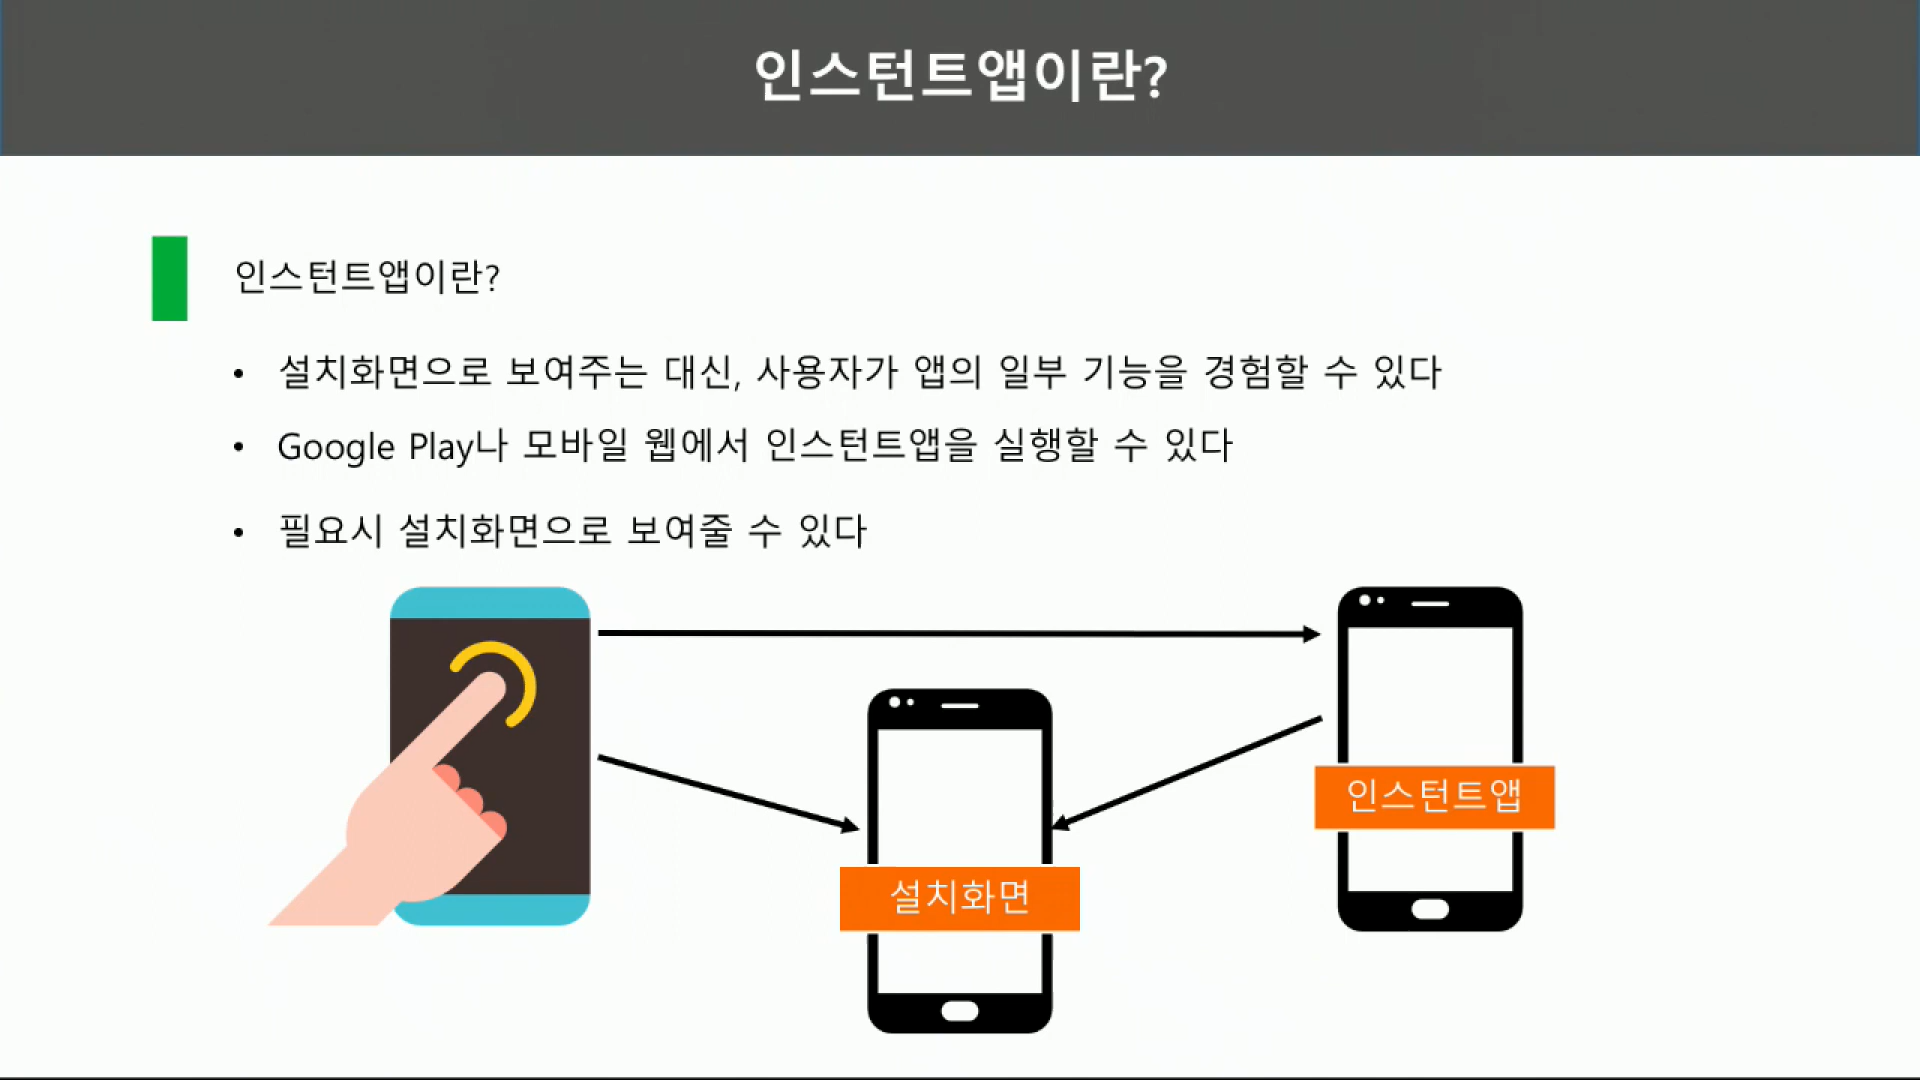 인스턴트앱이란?
인스턴트앱이란?
• 설치화면으로 보여주는 대신, 사용자가 앱의 일부 기능을 경험할 수 있다
• Google Play나 모바일 웹에서 인스턴트앱을 실행할 수 있다
• 필요시 설치화면으로 보여줄 수 있다
인스턴트앱
설치화면